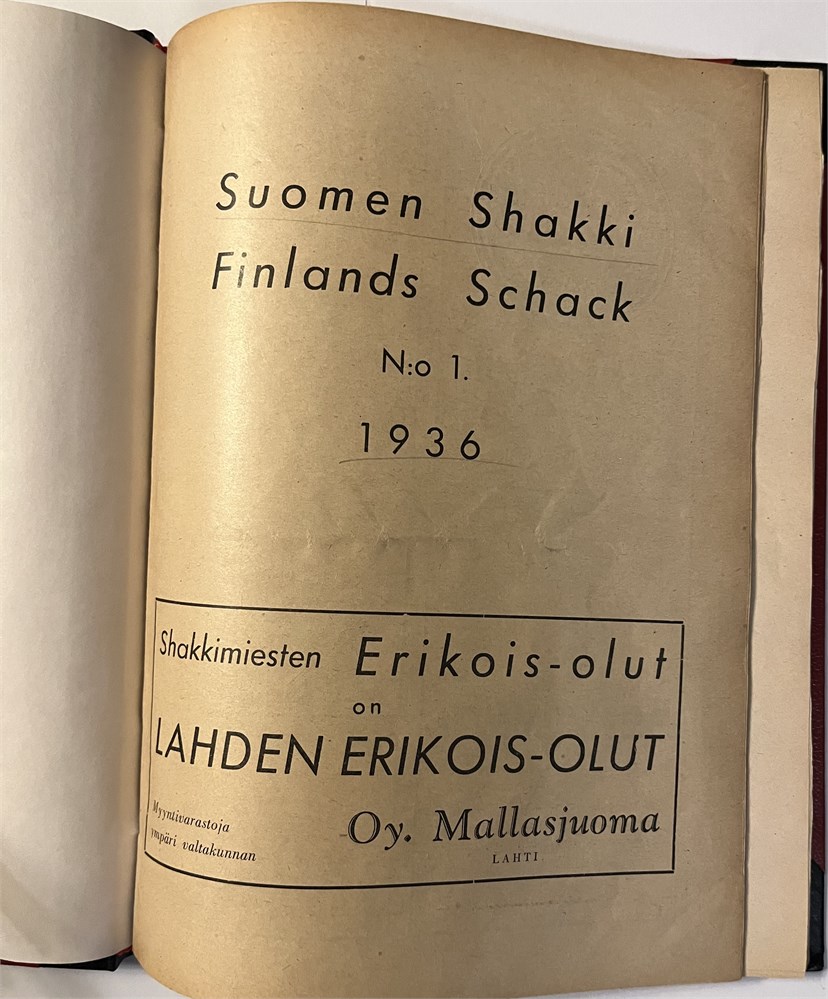 Suomen Shakki
Finlands Schack
N:o 1.
1936
Shakkimiesten Erikois-olut
on
LAHDEN ERIKOIS-OLUT
Myyntivarastoja
ympäri valtakunnan
Oy. Mallasjuoma
LAHTI